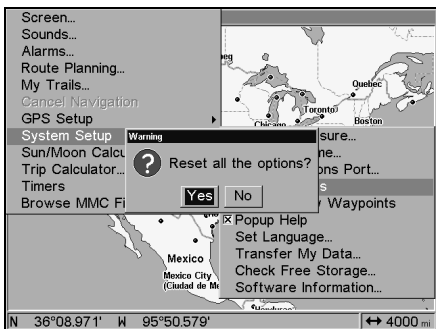 Screen...
Sounds...
Alarms...
Route Planning...
My Trails...
Cancel Navigation
GPS Setup
System Setup
Sun/Moon Calcu
Trip Calculator...
Timers
Browse MMC Fi
Quebec
Toronto
Boston
Chicago
Warning
Reset all the options?
Yes No
sure...
me...
ons Port...
s
Waypoints
Popup Help
Set Language...
Transfer My Data...
Check Free Storage...
Software Information...
Mexico
Mexico City
(Ciudad de Me
Honduras
N 36°08.971' W 95°50.579' ↔ 4000 mi